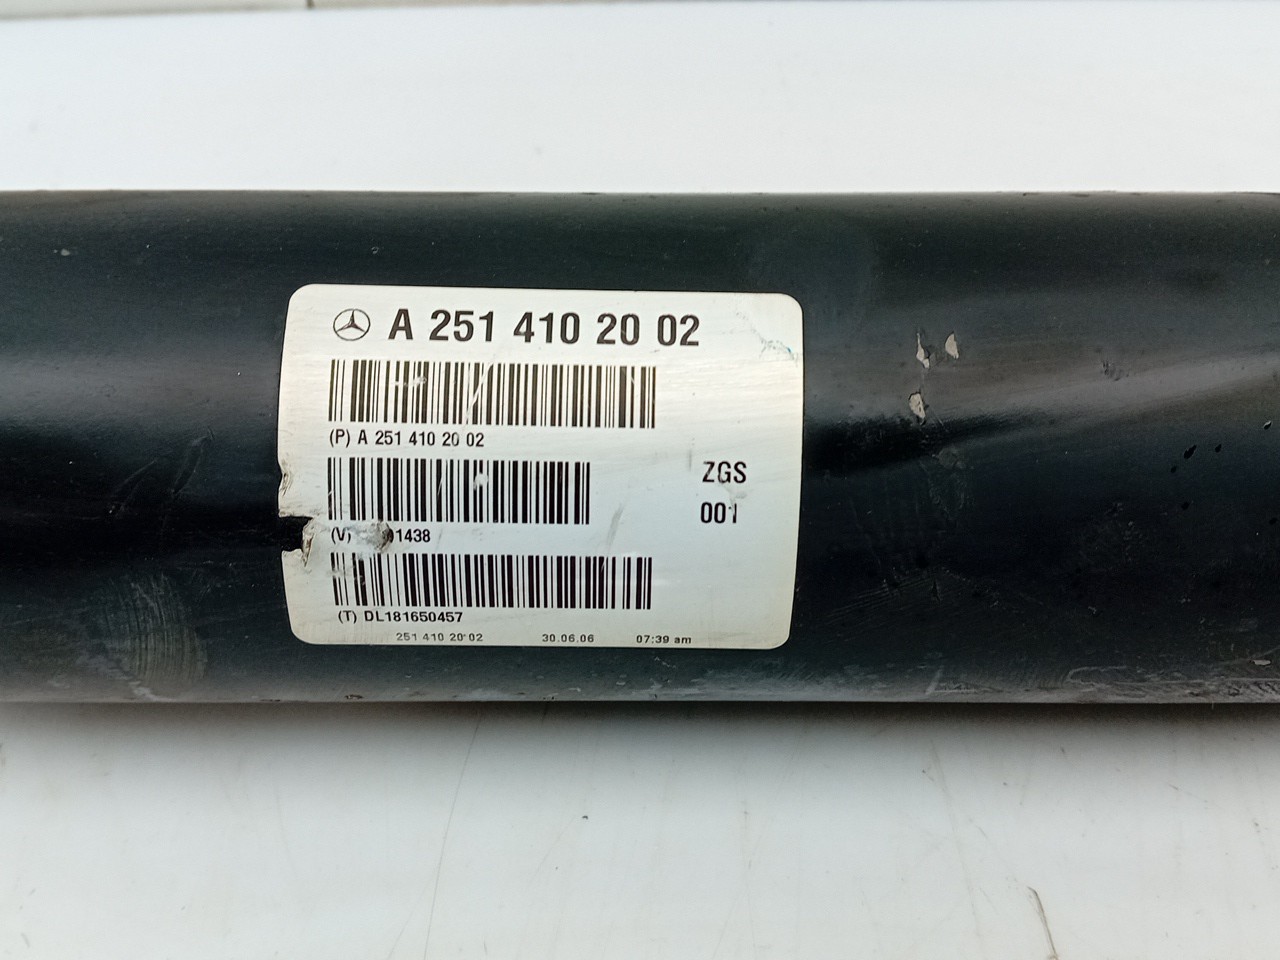 A 251 410 20 02
(P) A 251 410 20 02
ZGS
001
(V) 1438
(T) DL181650457
251 410 20 02 30.06.06 07:39 am